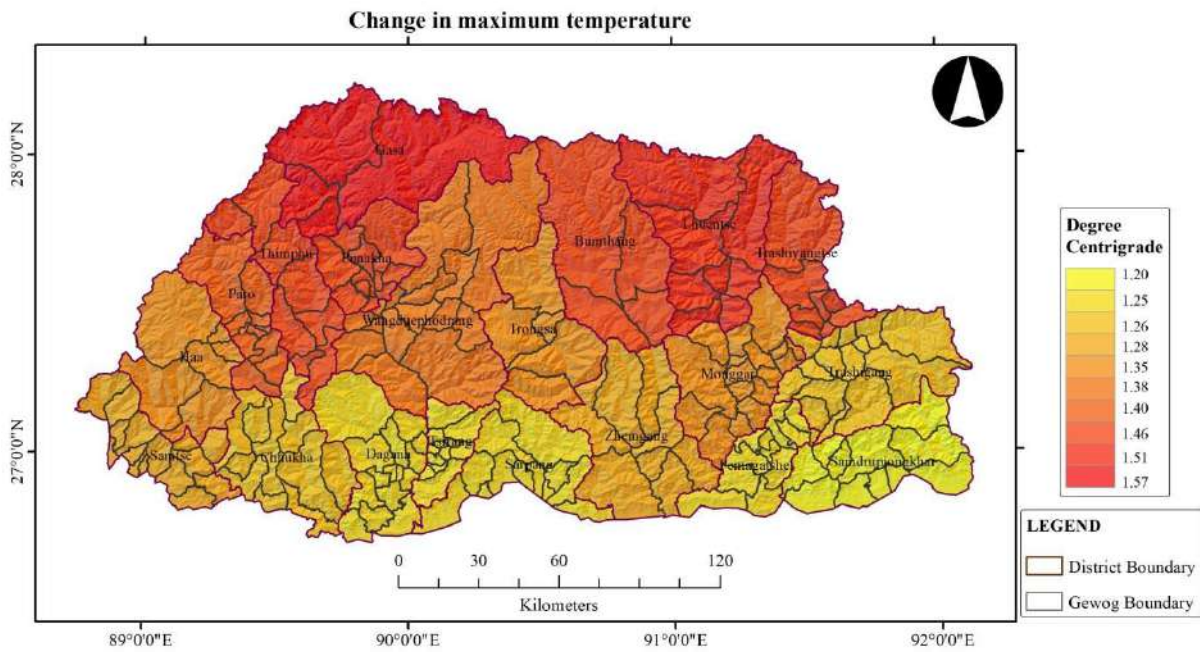 Change in maximum temperature
28°0'0"N
27°0'0"N
Gasa
Thimphu
Punakha
Paro
Bumthang
Lhuentse
Trashiyangtse
Wangduephodrang
Trongsa
Haa
Monggar
Trashigang
Samtse
Chhukha
Dagana
Tsirang
Sarpang
Zhemgang
Pemagatshel
Samdrupjongkhar
0 30 60 120
Kilometers
89°0'0"E 90°0'0"E 91°0'0"E 92°0'0"E
Degree
Centrigrade
1.20
1.25
1.26
1.28
1.35
1.38
1.40
1.46
1.51
1.57
LEGEND
District Boundary
Gewog Boundary